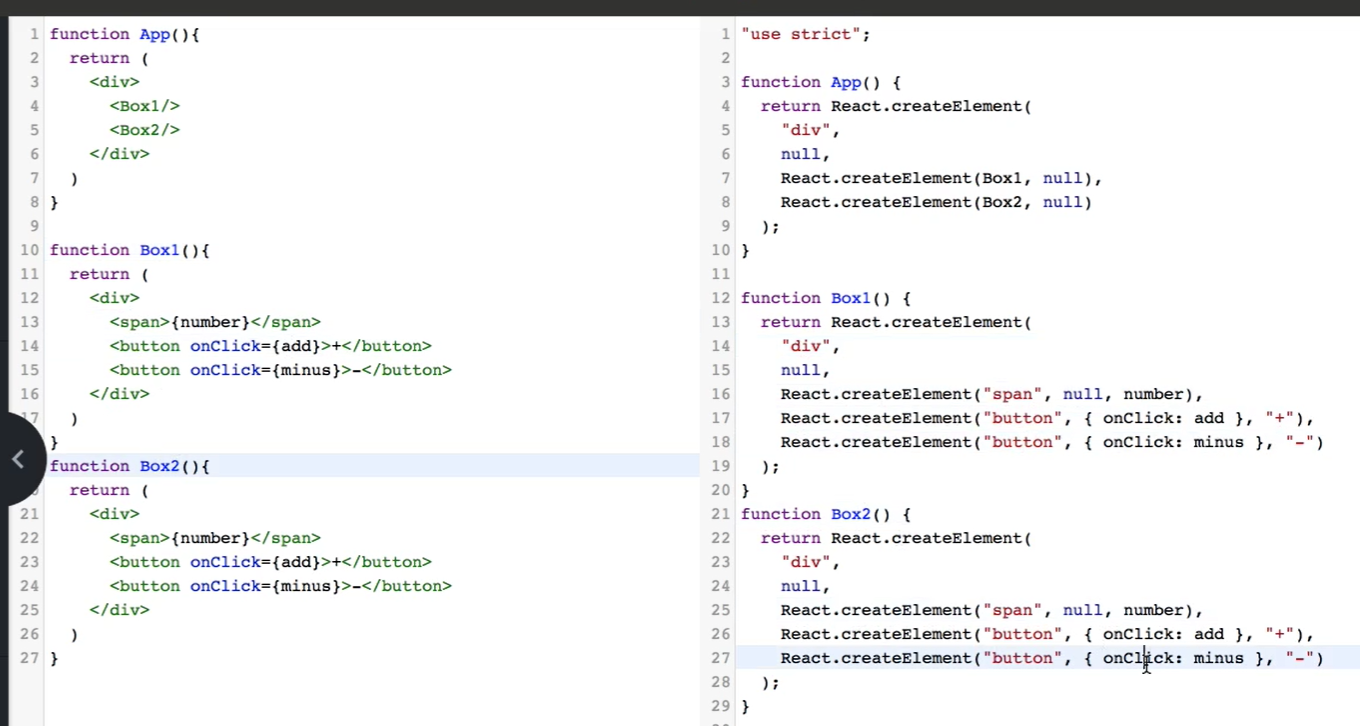 1 function App(){
2   return (
3     <div>
4       <Box1/>
5       <Box2/>
6     </div>
7   )
8 }
9
10 function Box1(){
11   return (
12     <div>
13       <span>{number}</span>
14       <button onClick={add}>+</button>
15       <button onClick={minus}>-</button>
16     </div>
17   )
}
function Box2(){
  return (
21     <div>
22       <span>{number}</span>
23       <button onClick={add}>+</button>
24       <button onClick={minus}>-</button>
25     </div>
26   )
27 }
1 "use strict";
2
3 function App() {
4   return React.createElement(
5     "div",
6     null,
7     React.createElement(Box1, null),
8     React.createElement(Box2, null)
9   );
10 }
11
12 function Box1() {
13   return React.createElement(
14     "div",
15     null,
16     React.createElement("span", null, number),
17     React.createElement("button", { onClick: add }, "+"),
18     React.createElement("button", { onClick: minus }, "-")
19   );
20 }
21 function Box2() {
22   return React.createElement(
23     "div",
24     null,
25     React.createElement("span", null, number),
26     React.createElement("button", { onClick: add }, "+"),
27     React.createElement("button", { onClick: minus }, "-")
28   );
29 }